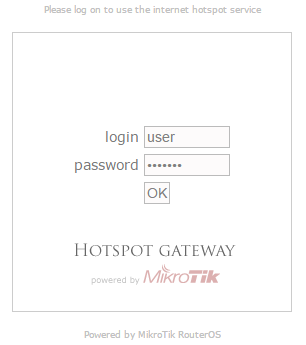 Please log on to use the internet hotspot service
login user
password •••••••
OK
HOTSPOT GATEWAY
powered by MikroTik
Powered by MikroTik RouterOS